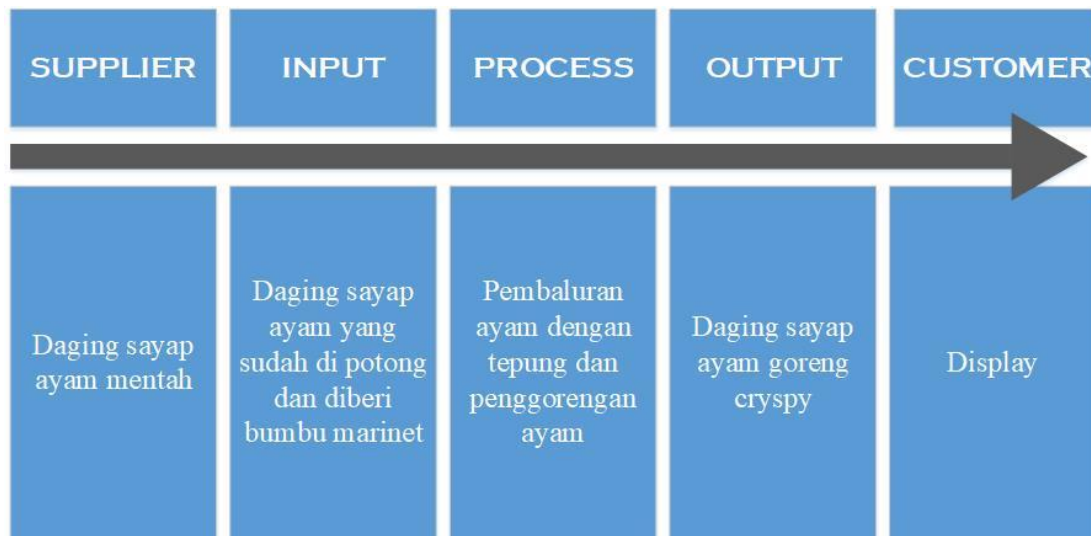 SUPPLIER
INPUT
PROCESS
OUTPUT
CUSTOMER
Daging sayap
ayam mentah
Daging sayap
ayam yang
sudah di potong
dan diberi
bumbu marinet
Pembaluran
ayam dengan
tepung dan
penggorengan
ayam
Daging sayap
ayam goreng
cryspy
Display